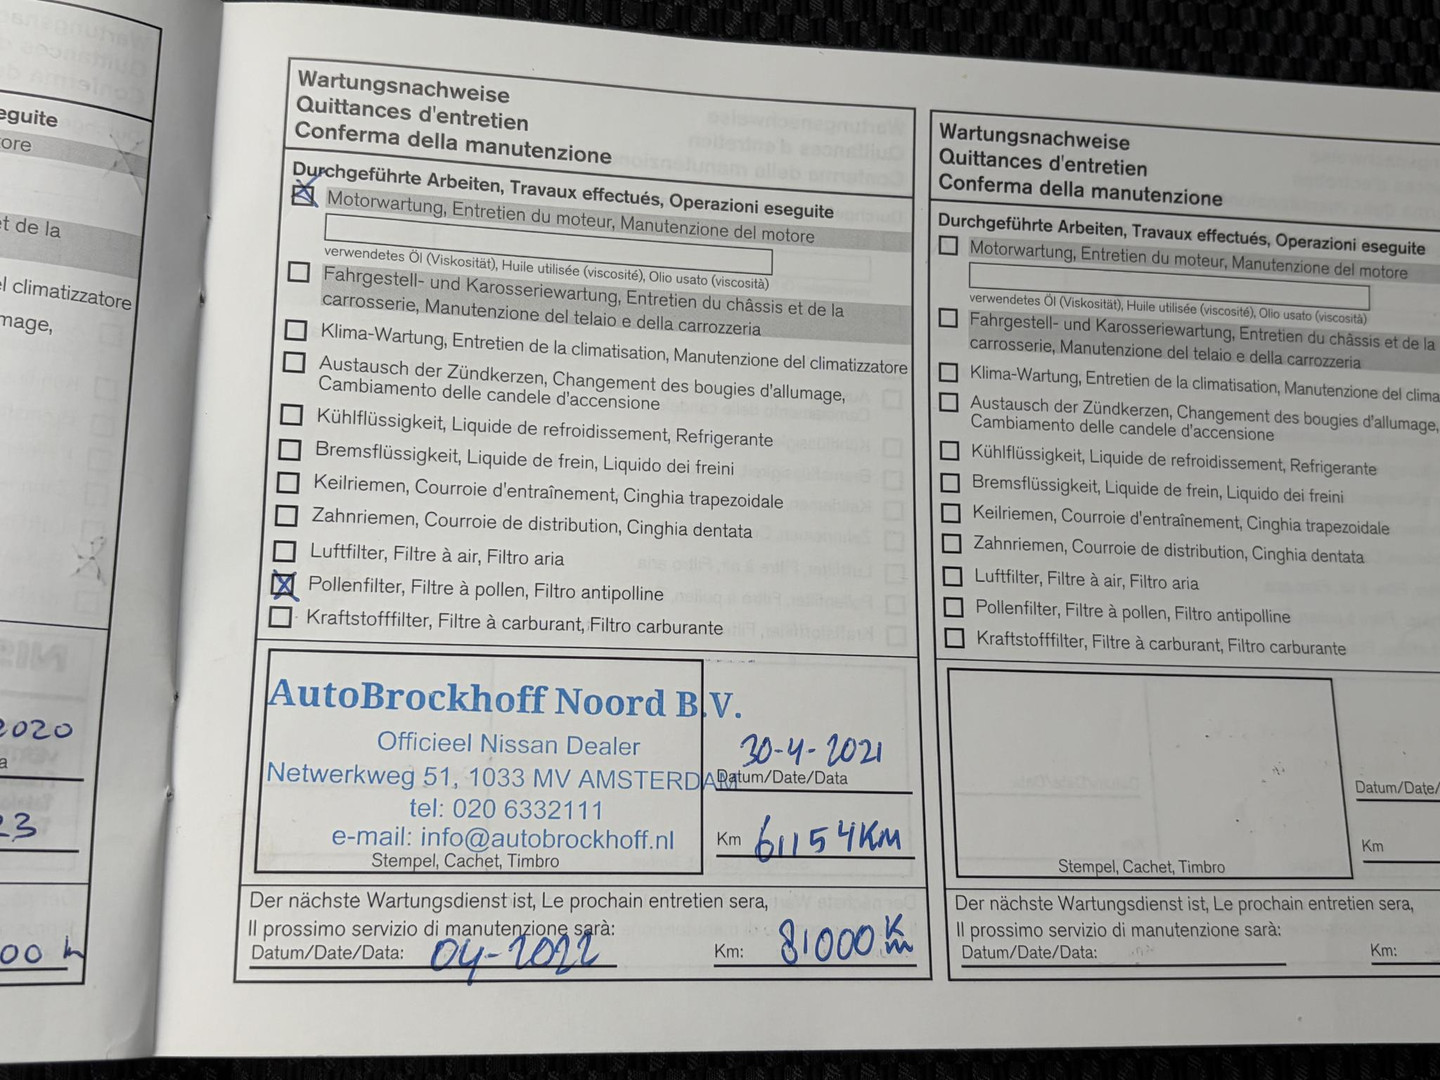 eguite
ore
t de la
l climatizzatore
mage,
2020
a
23
00 km
Wartungsnachweise
Quittances d'entretien
Conferma della manutenzione
Durchgeführte Arbeiten, Travaux effectués, Operazioni eseguite
Motorwartung, Entretien du moteur, Manutenzione del motore
verwendetes Öl (Viskosität), Huile utilisée (viscosité), Olio usato (viscosità)
Fahrgestell- und Karosseriewartung, Entretien du châssis et de la
carrosserie, Manutenzione del telaio e della carrozzeria
Klima-Wartung, Entretien de la climatisation, Manutenzione del climatizzatore
Austausch der Zündkerzen, Changement des bougies d'allumage,
Cambiamento delle candele d'accensione
Kühlflüssigkeit, Liquide de refroidissement, Refrigerante
Bremsflüssigkeit, Liquide de frein, Liquido dei freini
Keilriemen, Courroie d'entraînement, Cinghia trapezoidale
Zahnriemen, Courroie de distribution, Cinghia dentata
Luftfilter, Filtre à air, Filtro aria
Pollenfilter, Filtre à pollen, Filtro antipolline
Kraftstofffilter, Filtre à carburant, Filtro carburante
AutoBrockhoff Noord B.V.
Officieel Nissan Dealer
Netwerkweg 51, 1033 MV AMSTERDAM
tel: 020 6332111
e-mail: info@autobrockhoff.nl
Stempel, Cachet, Timbro
30-4-2021
Datum/Date/Data
Km 61154 KM
Der nächste Wartungsdienst ist, Le prochain entretien sera,
Il prossimo servizio di manutenzione sarà:
Datum/Date/Data: 04-2022 Km: 81000 Km
Wartungsnachweise
Quittances d'entretien
Conferma della manutenzione
Durchgeführte Arbeiten, Travaux effectués, Operazioni eseguite
Motorwartung, Entretien du moteur, Manutenzione del motore
verwendetes Öl (Viskosität), Huile utilisée (viscosité), Olio usato (viscosità)
Fahrgestell- und Karosseriewartung, Entretien du châssis et de la
carrosserie, Manutenzione del telaio e della carrozzeria
Klima-Wartung, Entretien de la climatisation, Manutenzione del clima
Austausch der Zündkerzen, Changement des bougies d'allumage,
Cambiamento delle candele d'accensione
Kühlflüssigkeit, Liquide de refroidissement, Refrigerante
Bremsflüssigkeit, Liquide de frein, Liquido dei freini
Keilriemen, Courroie d'entraînement, Cinghia trapezoidale
Zahnriemen, Courroie de distribution, Cinghia dentata
Luftfilter, Filtre à air, Filtro aria
Pollenfilter, Filtre à pollen, Filtro antipolline
Kraftstofffilter, Filtre à carburant, Filtro carburante
Stempel, Cachet, Timbro
Datum/Date/
Km
Der nächste Wartungsdienst ist, Le prochain entretien sera,
Il prossimo servizio di manutenzione sarà:
Datum/Date/Data: Km: